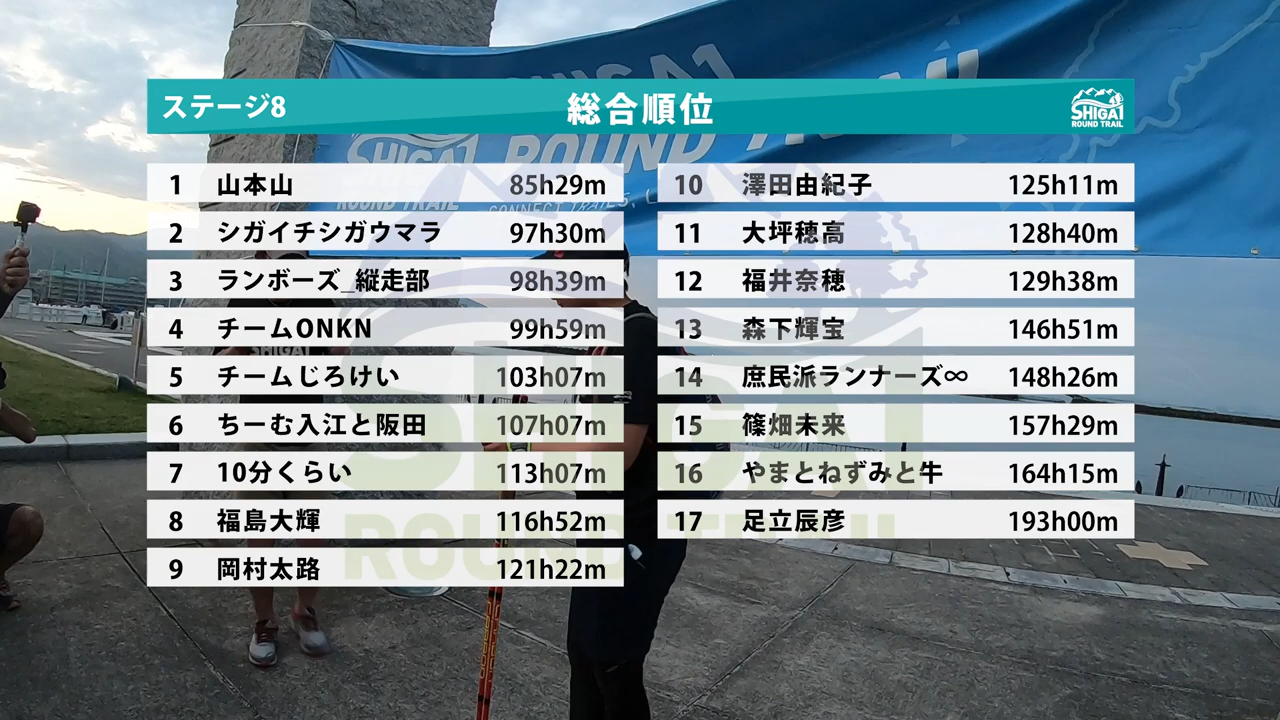 ステージ8
総合順位
SHIGA1
ROUND TRAIL
1 山本山 85h29m
2 シガイチシガウマラ 97h30m
3 ランボーズ_縦走部 98h39m
4 チームONKN 99h59m
5 チームじろけい 103h07m
6 ちーむ入江と阪田 107h07m
7 10分くらい 113h07m
8 福島大輝 116h52m
9 岡村太路 121h22m
10 澤田由紀子 125h11m
11 大坪穂高 128h40m
12 福井奈穂 129h38m
13 森下輝宝 146h51m
14 庶民派ランナーズ∞ 148h26m
15 篠畑未来 157h29m
16 やまとねずみと牛 164h15m
17 足立辰彦 193h00m
SHIGA1
ROUND TRAIL